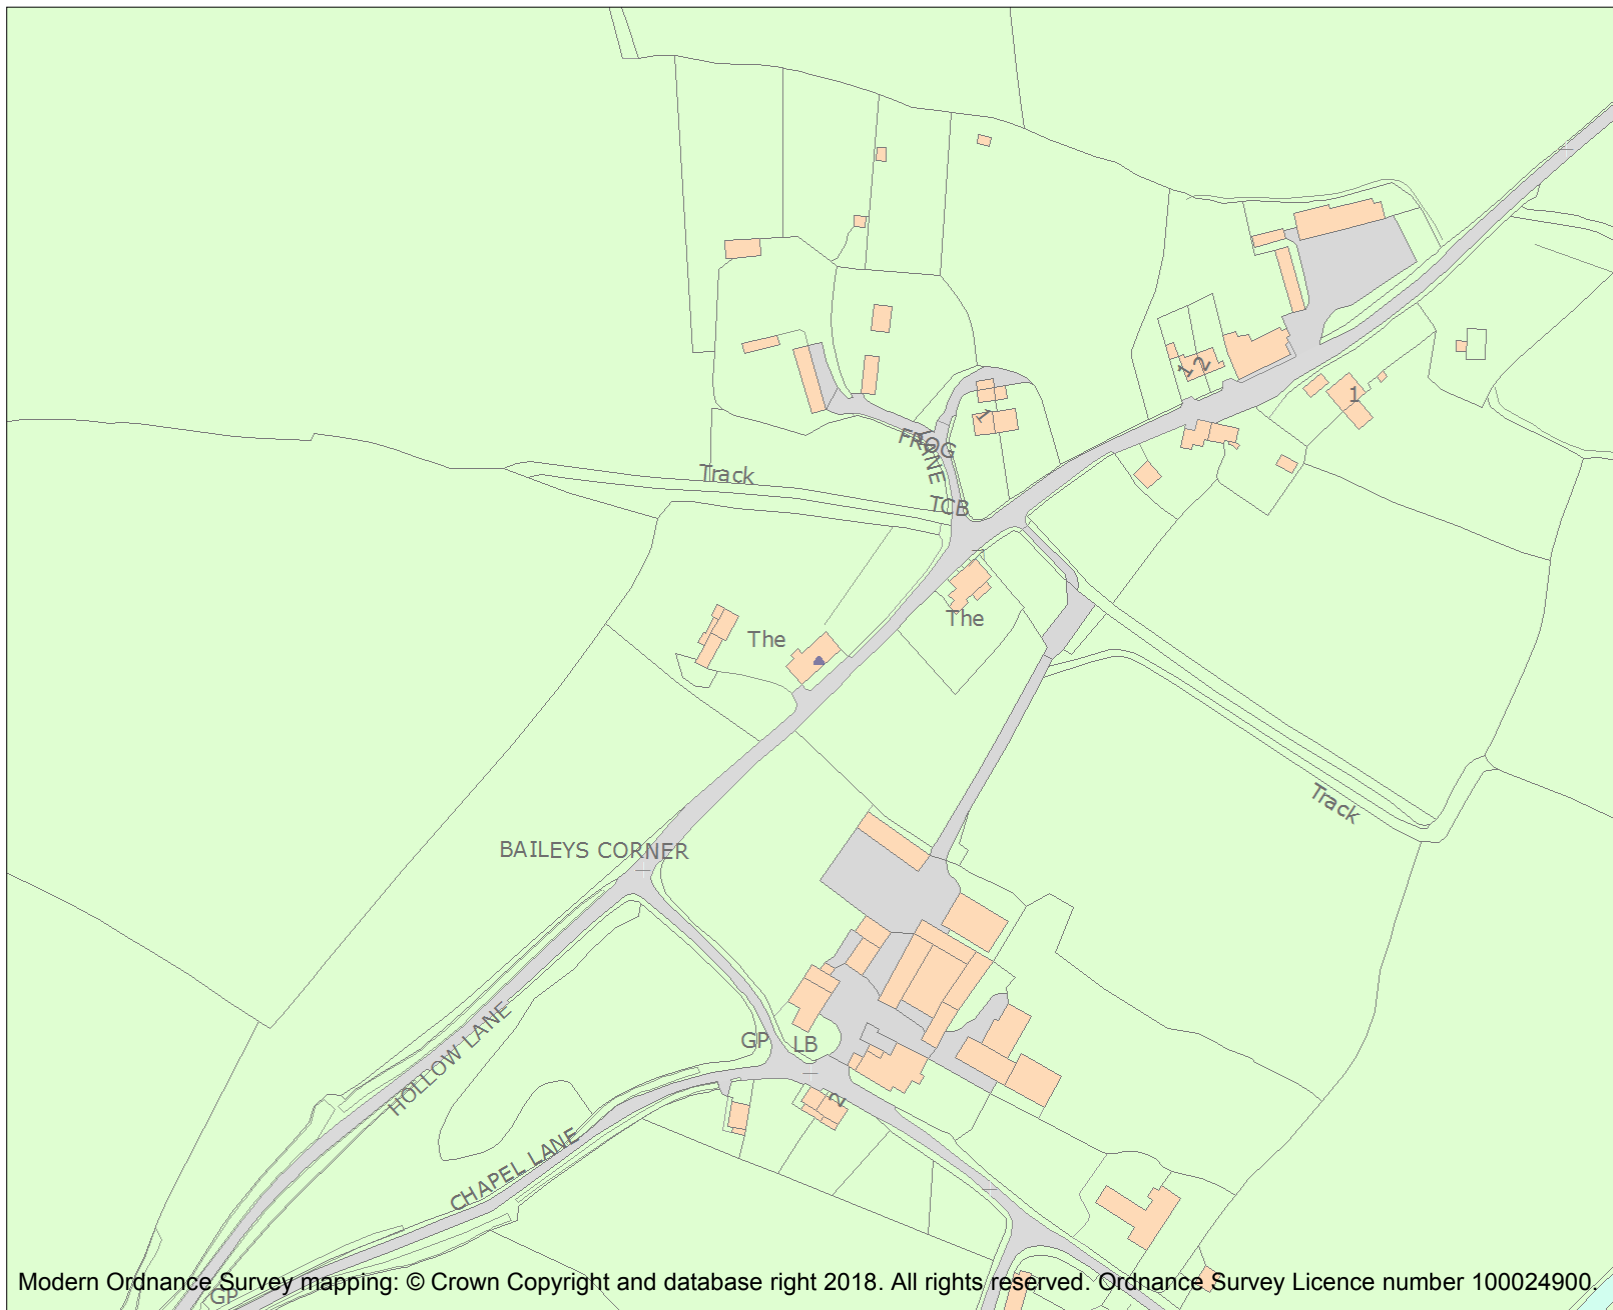 1
2
1
1
FROG
LANE
Track
TCB
The
The
Track
BAILEYS CORNER
HOLLOW LANE
GP
LB
2
CHAPEL LANE
GP
Modern Ordnance Survey mapping: © Crown Copyright and database right 2018. All rights reserved. Ordnance Survey Licence number 100024900.